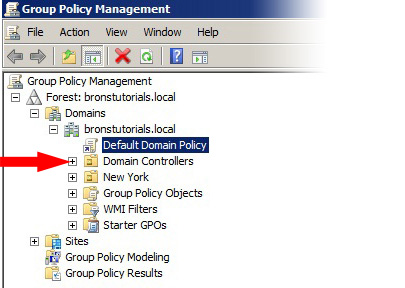 Group Policy Management
File Action View Window Help
Group Policy Management
Forest: bronstutorials.local
Domains
bronstutorials.local
Default Domain Policy
Domain Controllers
New York
Group Policy Objects
WMI Filters
Starter GPOs
Sites
Group Policy Modeling
Group Policy Results